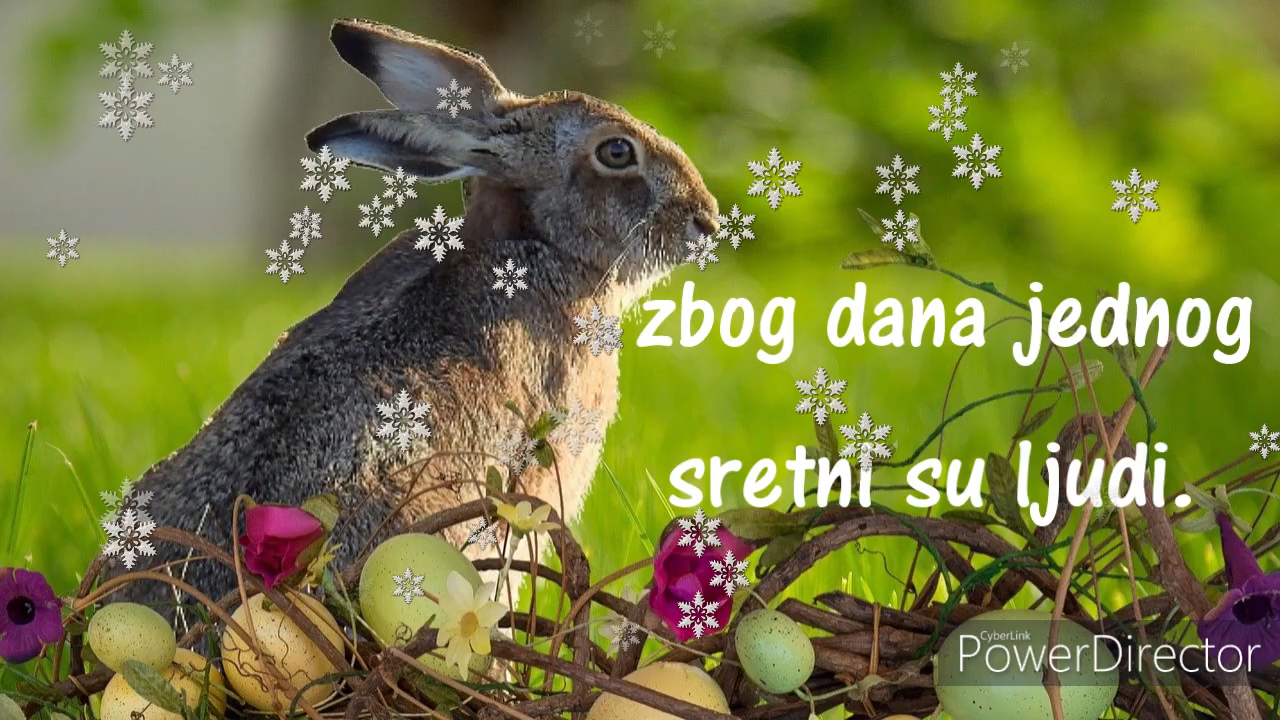 zbog dana jednog
sretni su ljudi.
CyberLink
PowerDirector